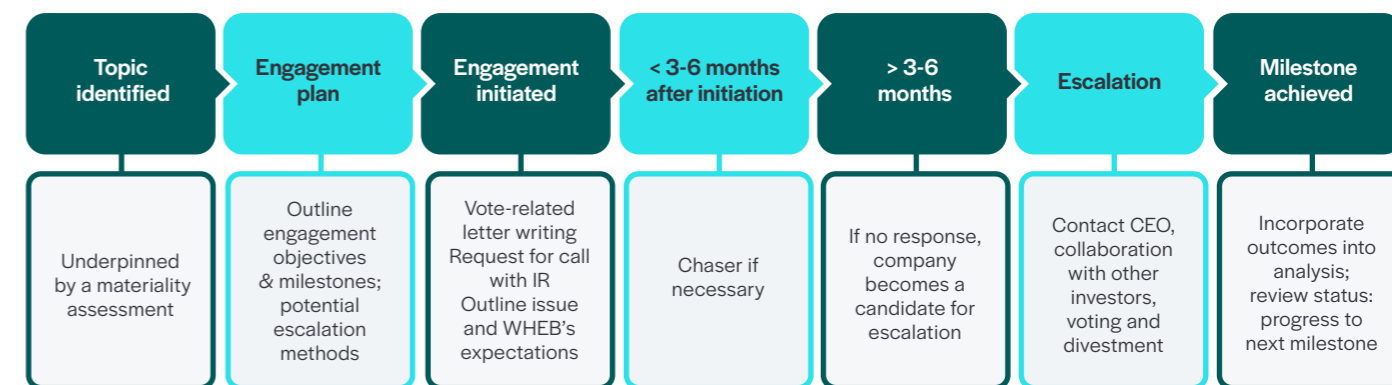 Topic
identified
Engagement
plan
Engagement
initiated
< 3-6 months
after initiation
> 3-6
months
Escalation
Milestone
achieved
Underpinned
by a materiality
assessment
Outline
engagement
objectives
& milestones;
potential
escalation
methods
Vote-related
letter writing
Request for call
with IR
Outline issue
and WHEB’s
expectations
Chaser if
necessary
If no response,
company
becomes a
candidate for
escalation
Contact CEO,
collaboration
with other
investors,
voting and
divestment
Incorporate
outcomes into
analysis;
review status:
progress to
next milestone